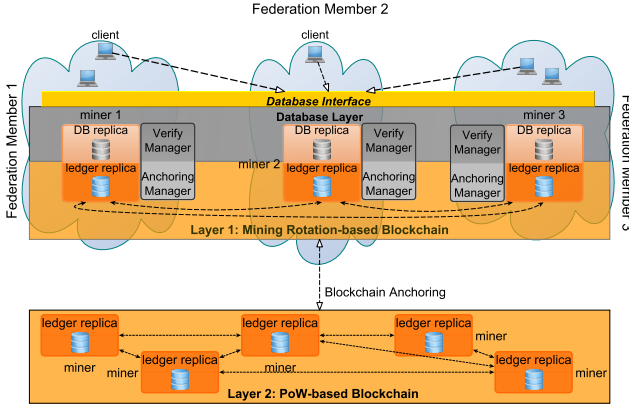 Federation Member 2
client
client
Federation Member 1
Database Interface
Database Layer
miner 1
miner 3
Federation Member 3
DB replica
Verify
Manager
DB replica
Verify
Manager
Verify
Manager
DB replica
miner 2
ledger replica
Anchoring
Manager
ledger replica
Anchoring
Manager
Anchoring
Manager
ledger replica
Layer 1: Mining Rotation-based Blockchain
Blockchain Anchoring
ledger replica
ledger replica
ledger replica
miner
miner
miner
ledger replica
miner
ledger replica
miner
Layer 2: PoW-based Blockchain